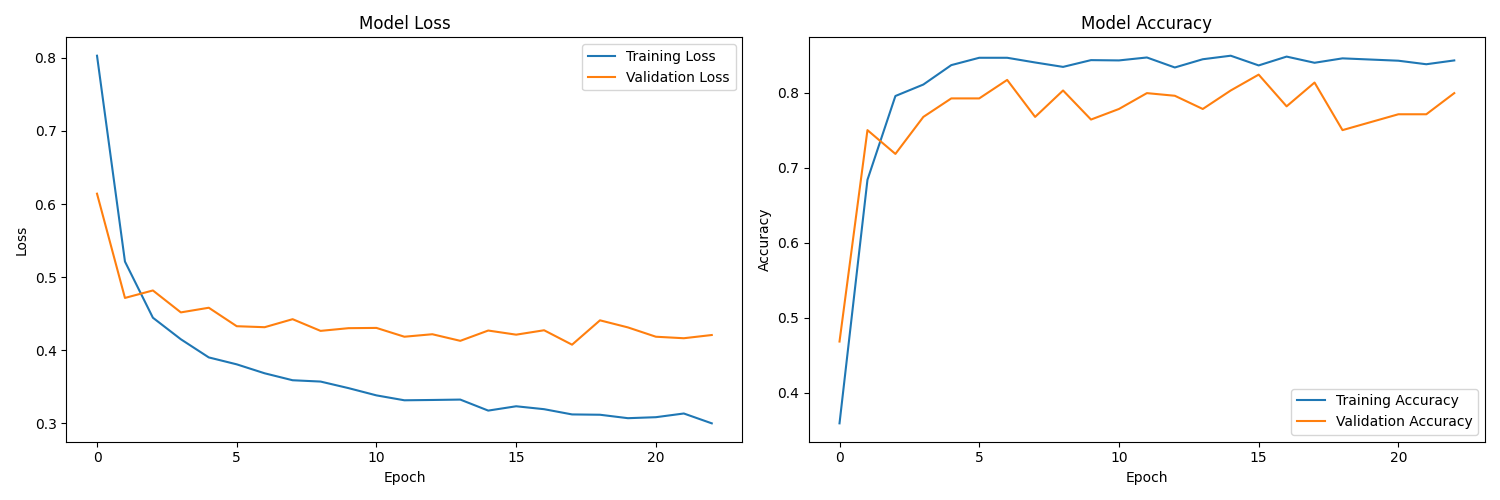 Model Loss
Training Loss
Validation Loss
0.8
0.7
0.6
0.5
0.4
0.3
Loss
0 5 10 15 20
Epoch
Model Accuracy
0.8
0.7
0.6
0.5
0.4
Accuracy
Training Accuracy
Validation Accuracy
0 5 10 15 20
Epoch